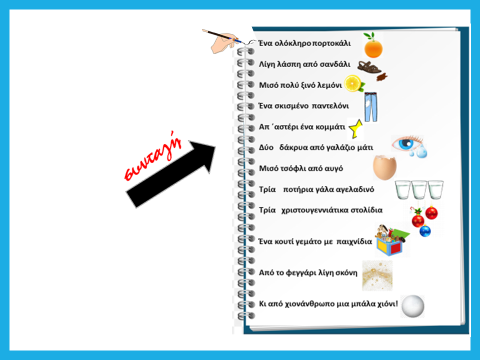 συνταγή
Ένα ολόκληρο πορτοκάλι
Λίγη λάσπη από σανδάλι
Μισό πολύ ξινό λεμόνι
Ένα σκισμένο παντελόνι
Απ ΄αστέρι ένα κομμάτι
Δύο δάκρυα από γαλάζιο μάτι
Μισό τσόφλι από αυγό
Τρία ποτήρια γάλα αγελαδινό
Τρία χριστουγεννιάτικα στολίδια
Ένα κουτί γεμάτο με παιχνίδια
Από το φεγγάρι λίγη σκόνη
Κι από χιονάνθρωπο μια μπάλα χιόνι!